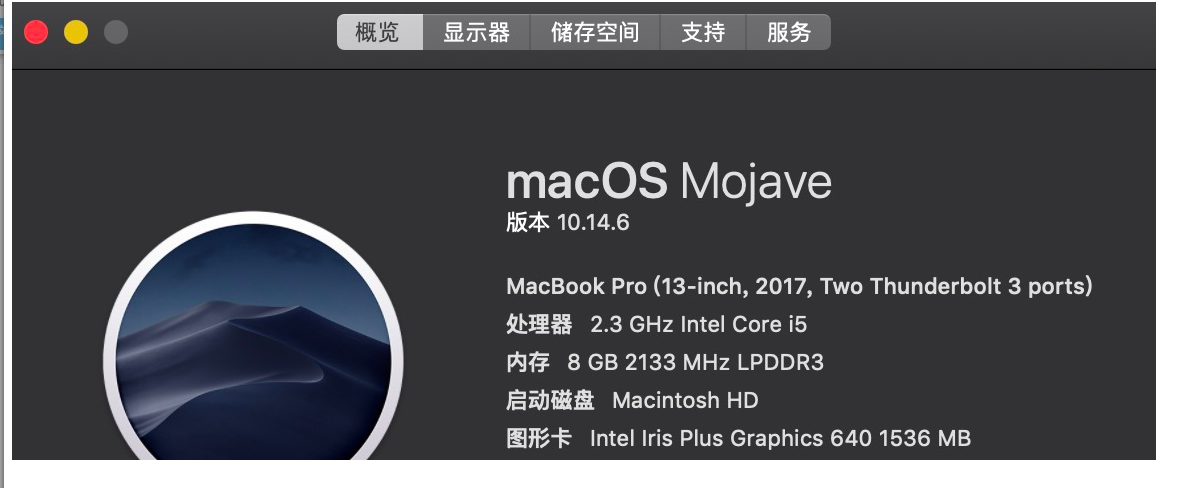 概览 显示器 储存空间 支持 服务
macOS Mojave
版本 10.14.6
MacBook Pro (13-inch, 2017, Two Thunderbolt 3 ports)
处理器 2.3 GHz Intel Core i5
内存 8 GB 2133 MHz LPDDR3
启动磁盘 Macintosh HD
图形卡 Intel Iris Plus Graphics 640 1536 MB